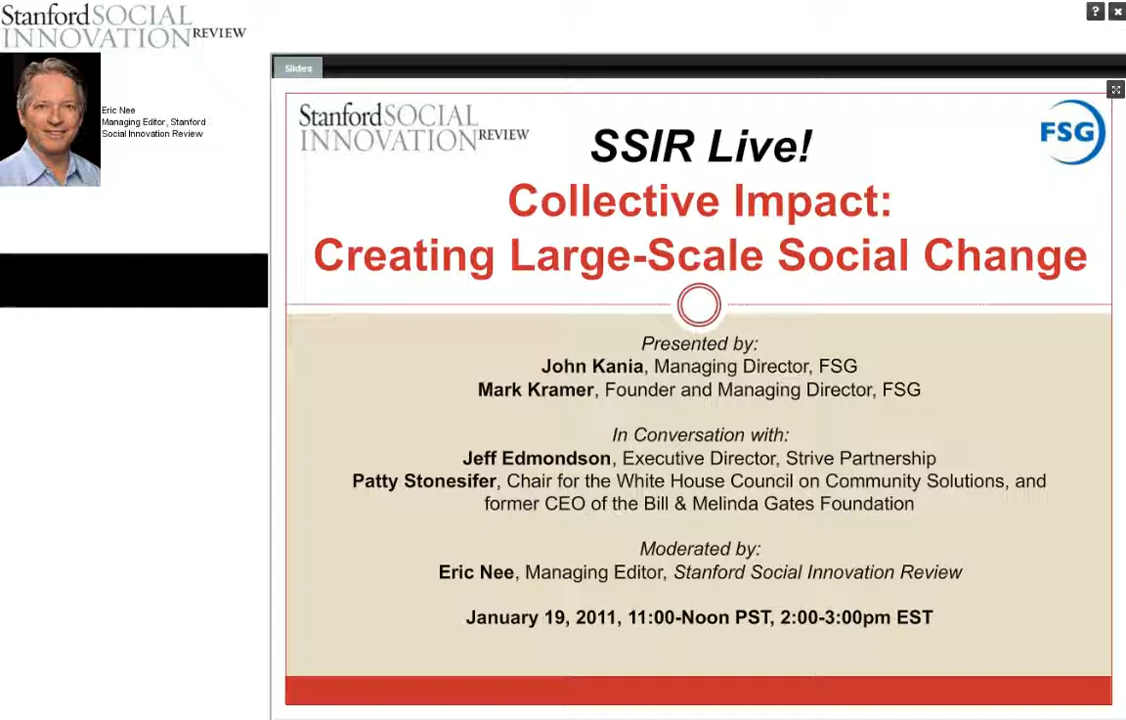 Stanford SOCIAL
INNOVATION REVIEW
Eric Nee
Managing Editor, Stanford
Social Innovation Review
?
Slides
Stanford SOCIAL
INNOVATION REVIEW
FSG
SSIR Live!
Collective Impact:
Creating Large-Scale Social Change
Presented by:
John Kania, Managing Director, FSG
Mark Kramer, Founder and Managing Director, FSG
In Conversation with:
Jeff Edmondson, Executive Director, Strive Partnership
Patty Stonesifer, Chair for the White House Council on Community Solutions, and
former CEO of the Bill & Melinda Gates Foundation
Moderated by:
Eric Nee, Managing Editor, Stanford Social Innovation Review
January 19, 2011, 11:00-Noon PST, 2:00-3:00pm EST